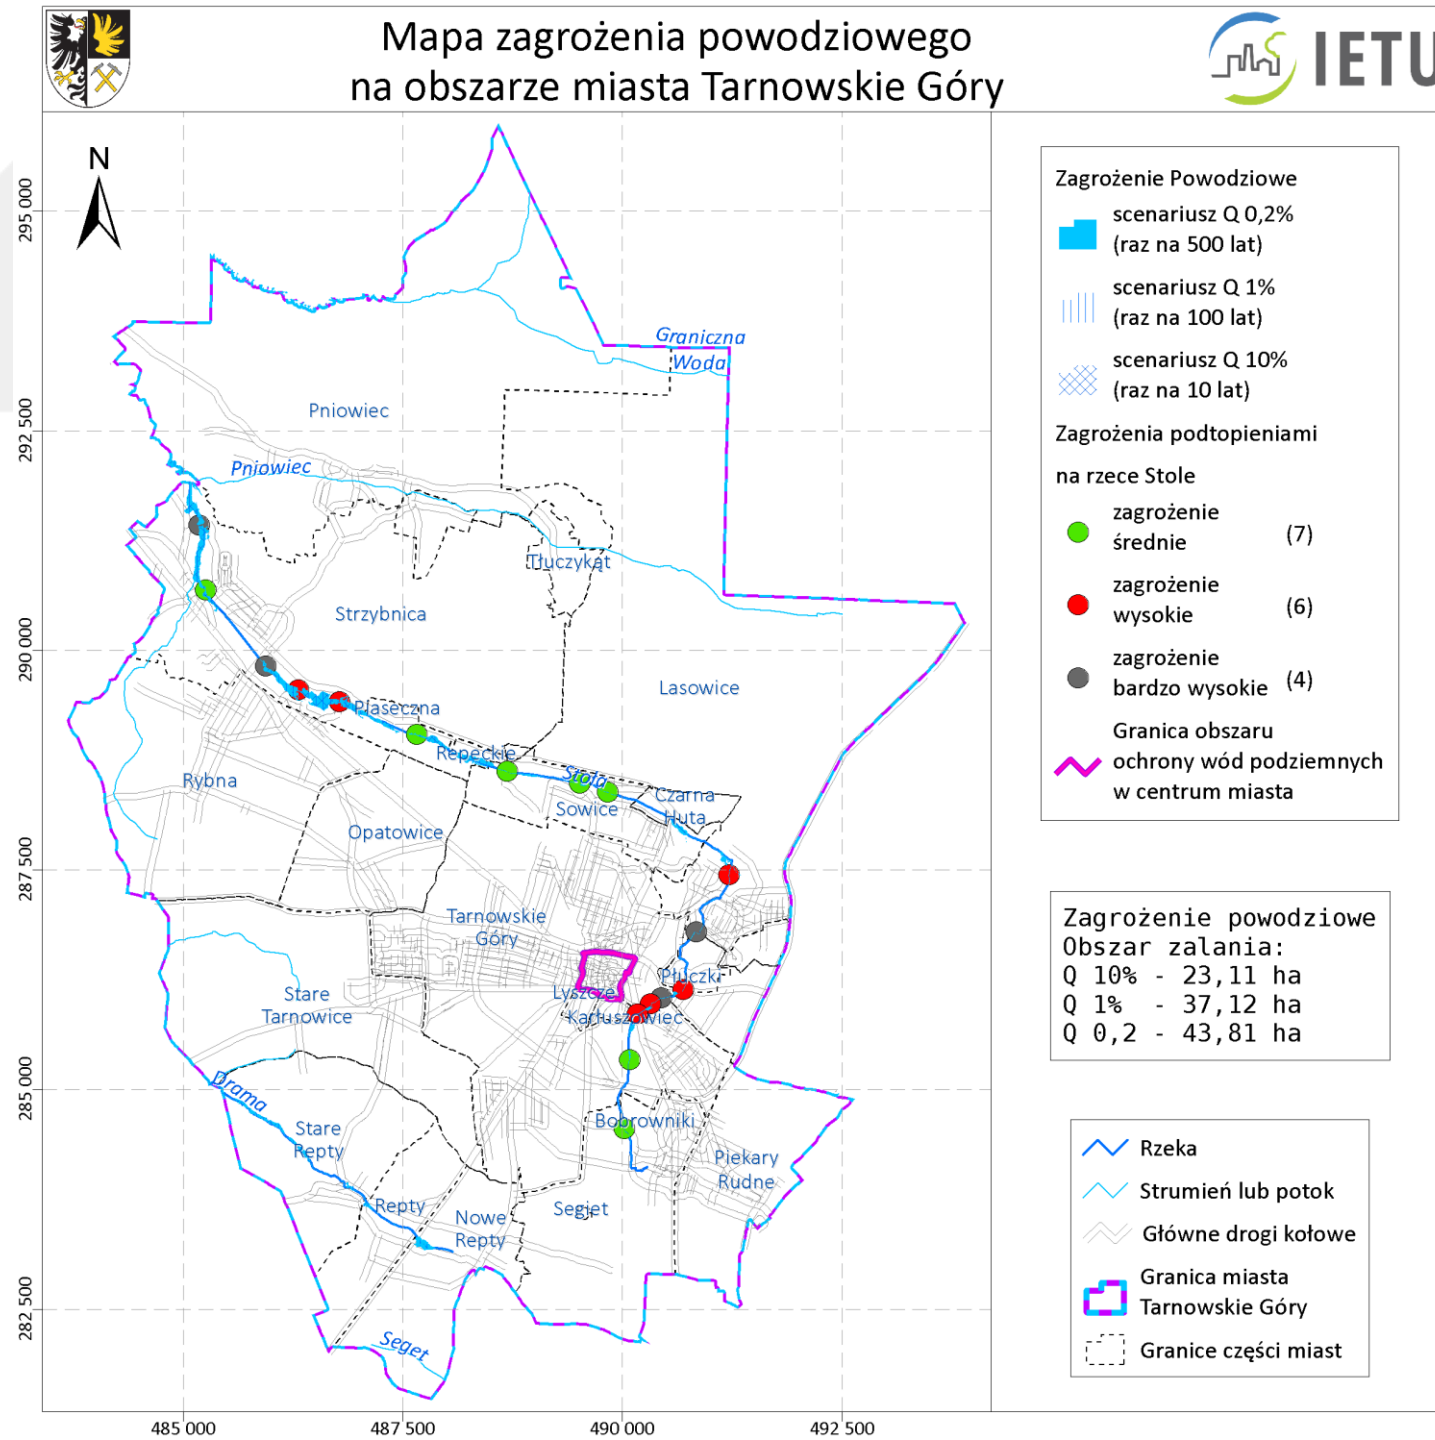 Mapa zagrożenia powodziowego
na obszarze miasta Tarnowskie Góry
IETU
N
295 000
292 500
290 000
287 500
285 000
282 500
485 000
487 500
490 000
492 500
Graniczna
Woda
Pniowiec
Pniowiec
Tłuczykąt
Strzybnica
Lasowice
Piaseczna
Repeckie
Rybna
Stoła
Sowice
Czarna
Huta
Opatowice
Tarnowskie
Góry
Płuczki
Lyszcze
Karłuszowiec
Stare
Tarnowice
Drama
Stare
Repty
Bobrowniki
Piekary
Rudne
Repty
Nowe
Repty
Segiet
Seget
Zagrożenie Powodziowe
scenariusz Q 0,2%
(raz na 500 lat)
scenariusz Q 1%
(raz na 100 lat)
scenariusz Q 10%
(raz na 10 lat)
Zagrożenia podtopieniami
na rzece Stole
zagrożenie
średnie (7)
zagrożenie
wysokie (6)
zagrożenie
bardzo wysokie (4)
Granica obszaru
ochrony wód podziemnych
w centrum miasta
Zagrożenie powodziowe
Obszar zalania:
Q 10% - 23,11 ha
Q 1% - 37,12 ha
Q 0,2 - 43,81 ha
Rzeka
Strumień lub potok
Główne drogi kołowe
Granica miasta
Tarnowskie Góry
Granice części miast